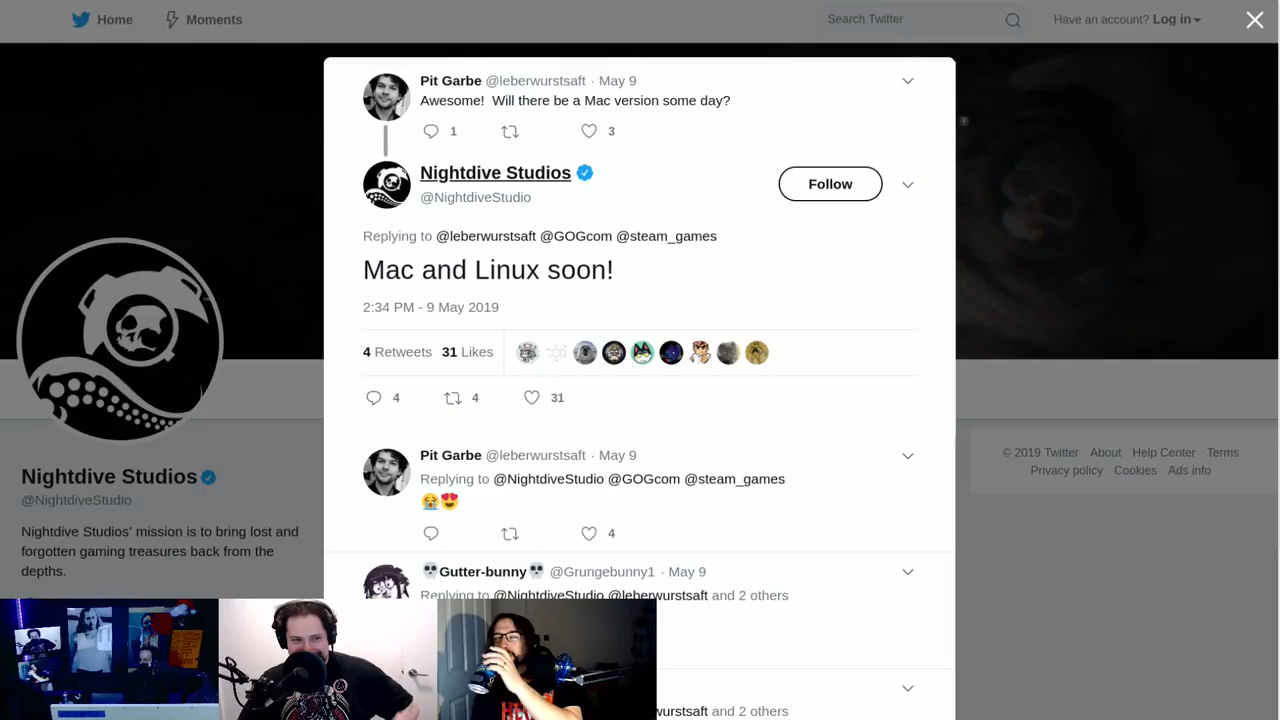 Home
Moments
Search Twitter
Have an account? Log in
Pit Garbe @leberwurstsaft · May 9
Awesome! Will there be a Mac version some day?
1
3
Nightdive Studios
@NightdiveStudio
Follow
Replying to @leberwurstsaft @GOGcom @steam_games
Mac and Linux soon!
2:34 PM - 9 May 2019
4 Retweets 31 Likes
4
4
31
Pit Garbe @leberwurstsaft · May 9
Replying to @NightdiveStudio @GOGcom @steam_games
😭😍
4
💀Gutter-bunny💀 @Grungebunny1 · May 9
Replying to @NightdiveStudio @leberwurstsaft and 2 others
wurstsaft and 2 others
Nightdive Studios
@NightdiveStudio
Nightdive Studios' mission is to bring lost and
forgotten gaming treasures back from the
depths.
© 2019 Twitter About Help Center Terms
Privacy policy Cookies Ads info